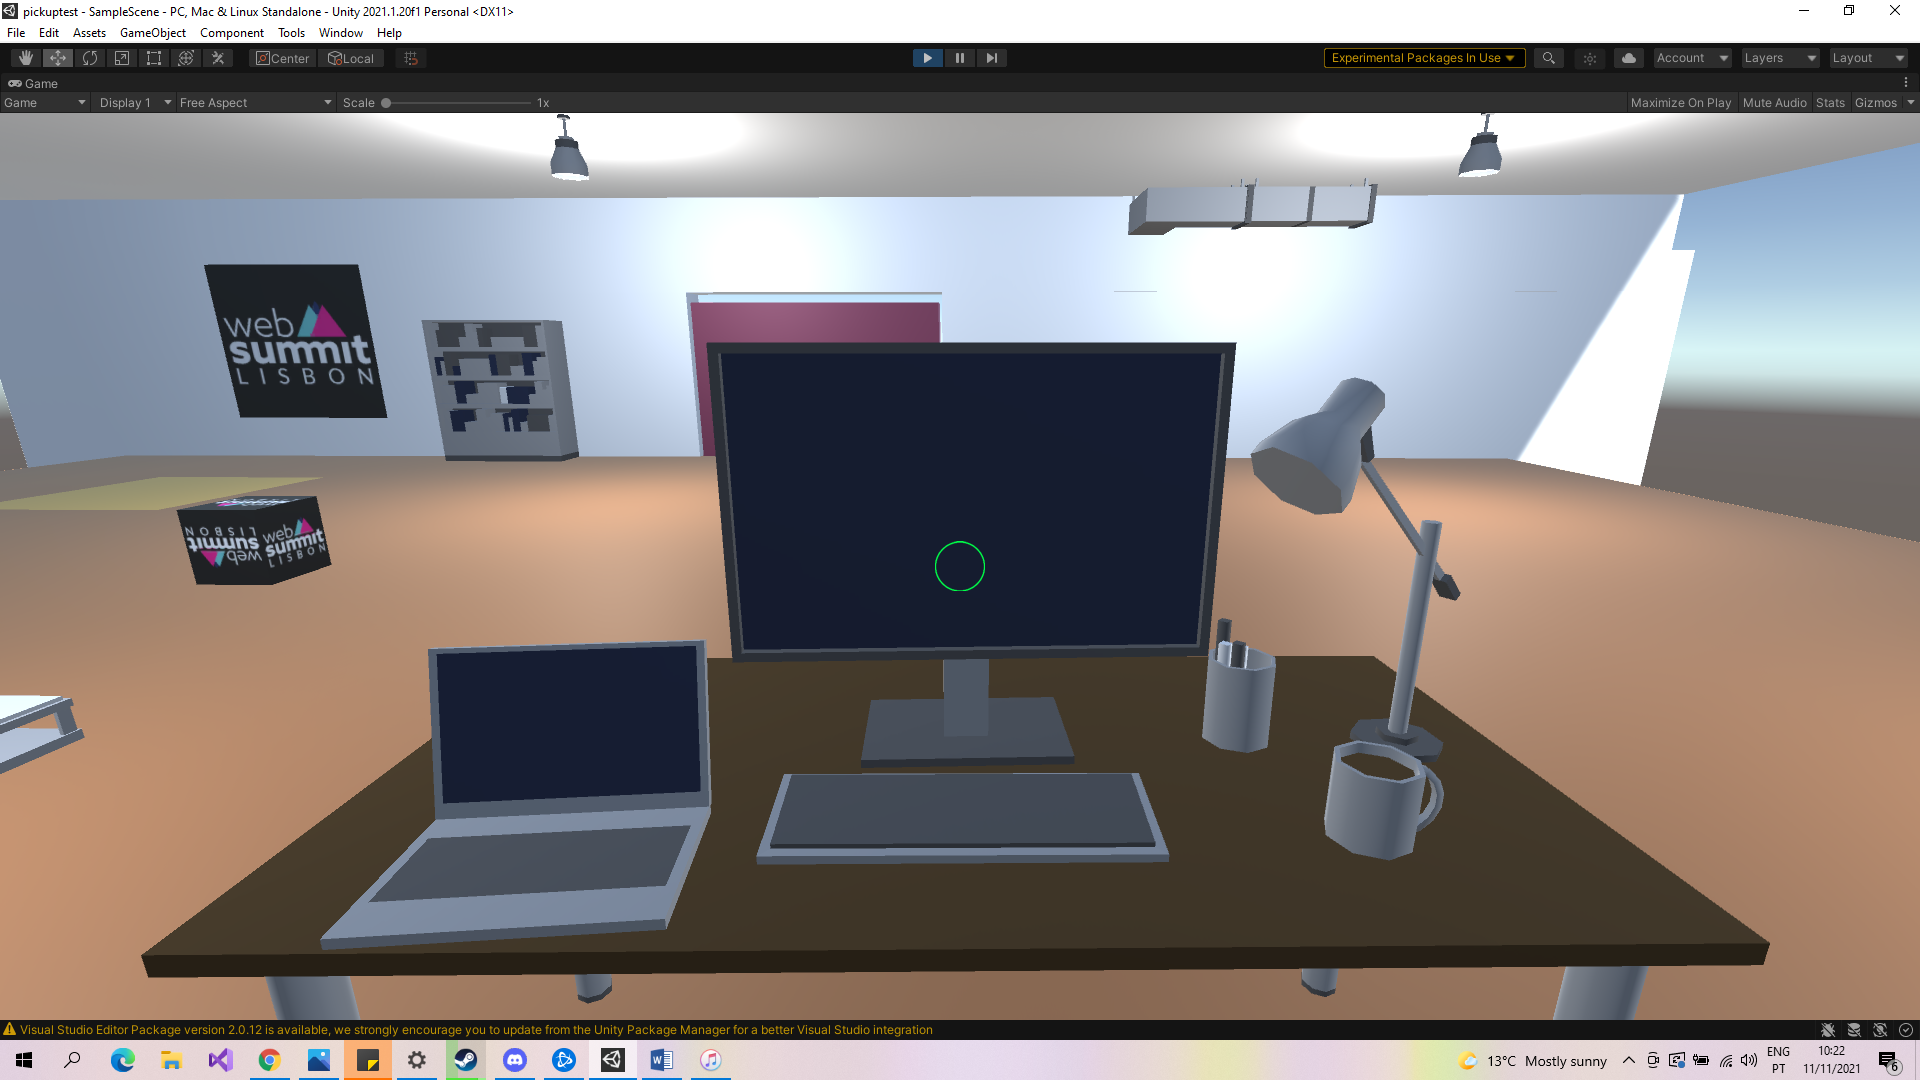 pickuptest - SampleScene - PC, Mac & Linux Standalone - Unity 2021.1.20f1 Personal <DX11>
File Edit Assets GameObject Component Tools Window Help
Center Local Experimental Packages In Use Account Layers Layout
Game
Game Display 1 Free Aspect Scale 1x Maximize On Play Mute Audio Stats Gizmos
web
summit
LISBON
web
summit
LISBON
web
summit
LISBON
Visual Studio Editor Package version 2.0.12 is available, we strongly encourage you to update from the Unity Package Manager for a better Visual Studio integration
13°C Mostly sunny
ENG
PT
10:22
11/11/2021
6